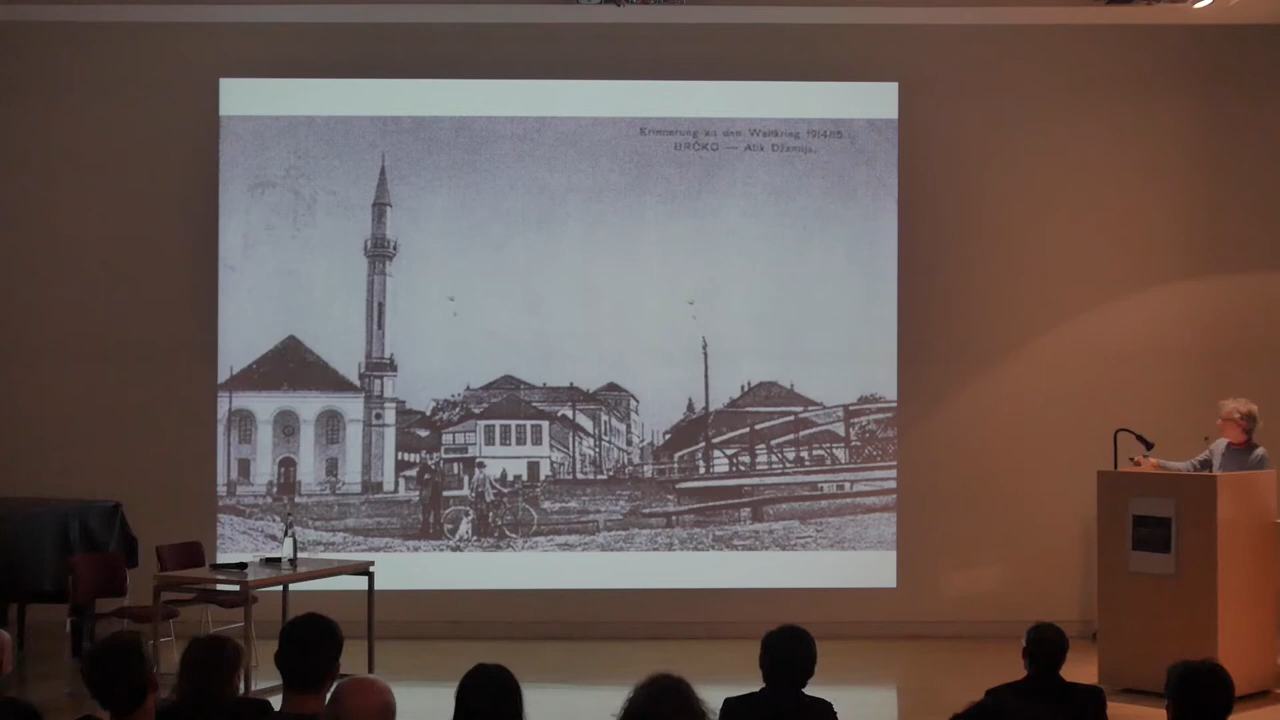 Erinnerung an den Weltkrieg 1914/15.
BRČKO — Atik Džamija.